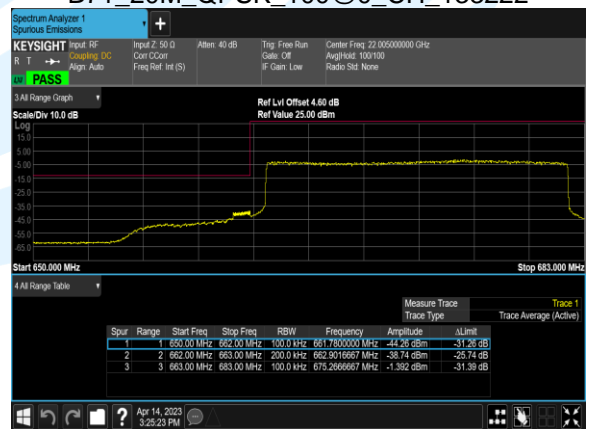 Spectrum Analyzer 1
Spurious Emissions
+
KEYSIGHT Input: RF Input Z: 50 Ω Atten: 40 dB Trig: Free Run Center Freq: 22.005000000 GHz
R T Coupling: DC Corr CCorr Gate: Off Avg|Hold: 100/100
Align: Auto Freq Ref: Int (S) IF Gain: Low Radio Std: None
PASS
3 All Range Graph
Ref Lvl Offset 4.60 dB
Scale/Div 10.0 dB Ref Value 25.00 dBm
Log
15.0
5.00
-5.00
-15.0
-25.0
-35.0
-45.0
-55.0
-65.0
Start 650.000 MHz Stop 683.000 MHz
4 All Range Table
Measure Trace Trace 1
Trace Type Trace Average (Active)
Spur Range Start Freq Stop Freq RBW Frequency Amplitude ΔLimit
1 1 650.00 MHz 662.00 MHz 100.0 kHz 661.7800000 MHz -44.26 dBm -31.26 dB
2 2 662.00 MHz 663.00 MHz 200.0 kHz 662.9016667 MHz -38.74 dBm -25.74 dB
3 3 663.00 MHz 683.00 MHz 100.0 kHz 675.2666667 MHz -1.392 dBm -31.39 dB
? Apr 14, 2023
3:25:23 PM